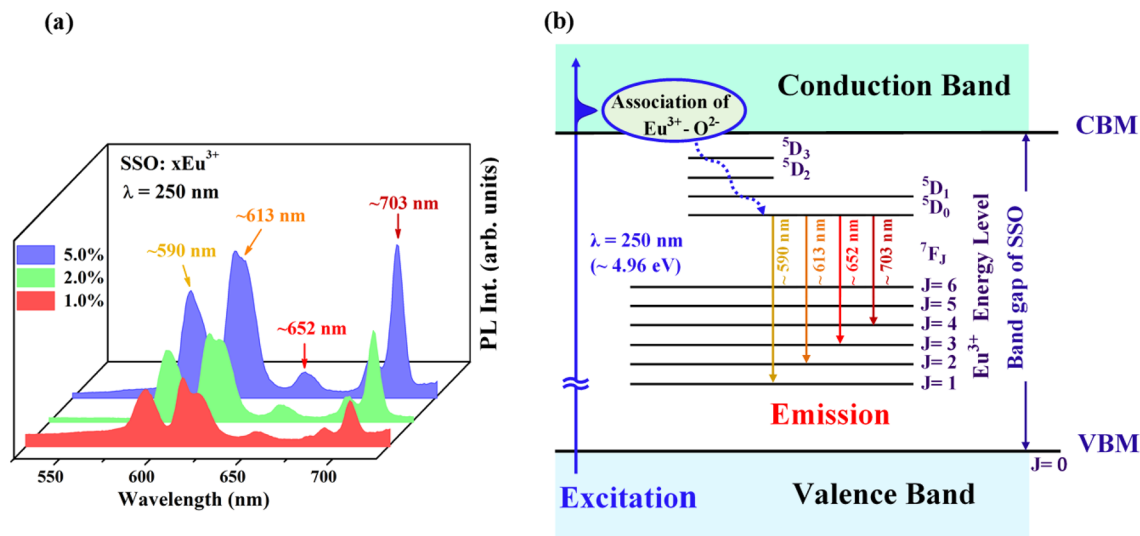 (a)
SSO: xEu³⁺
λ = 250 nm
5.0%
2.0%
1.0%
~590 nm
~613 nm
~652 nm
~703 nm
PL Int. (arb. units)
550 600 650 700
Wavelength (nm)
(b)
Conduction Band
Association of
Eu³⁺- O²⁻
CBM
⁵D₃
⁵D₂
⁵D₁
⁵D₀
λ = 250 nm
(~ 4.96 eV)
~ 590 nm
~ 613 nm
~ 652 nm
~ 703 nm
⁷F_J
J= 6
J= 5
J= 4
J= 3
J= 2
J= 1
Eu³⁺ Energy Level
Band gap of SSO
Emission
VBM
J= 0
Excitation
Valence Band